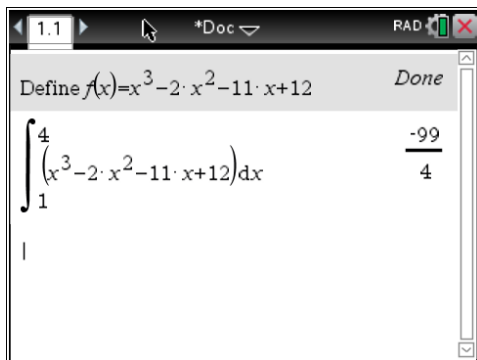 1.1 *Doc RAD
Define f(x)=x³−2·x²−11·x+12 Done
∫₁⁴(x³−2·x²−11·x+12)dx -99/4